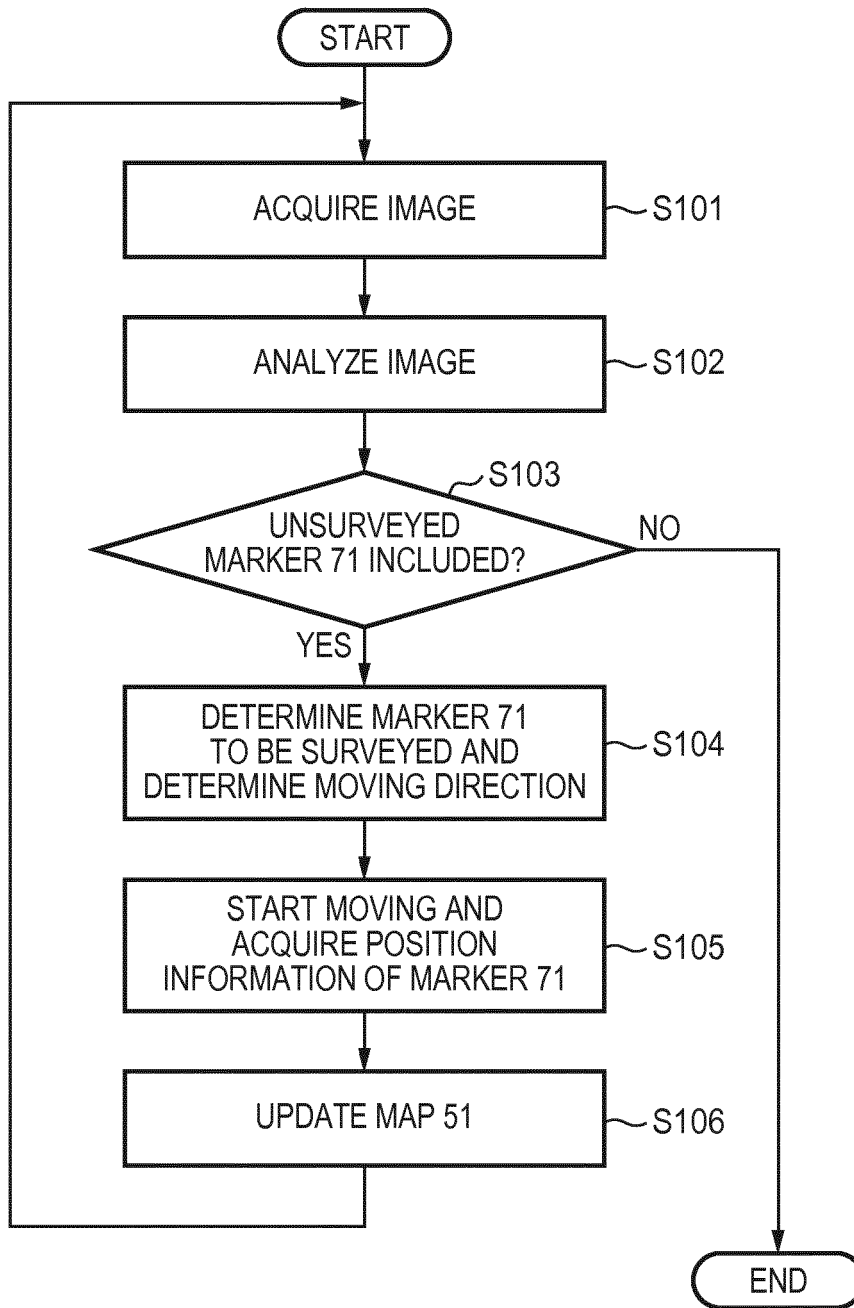 START
ACQUIRE IMAGE
S101
ANALYZE IMAGE
S102
S103
UNSURVEYED
MARKER 71 INCLUDED?
NO
YES
DETERMINE MARKER 71
TO BE SURVEYED AND
DETERMINE MOVING DIRECTION
S104
START MOVING AND
ACQUIRE POSITION
INFORMATION OF MARKER 71
S105
UPDATE MAP 51
S106
END